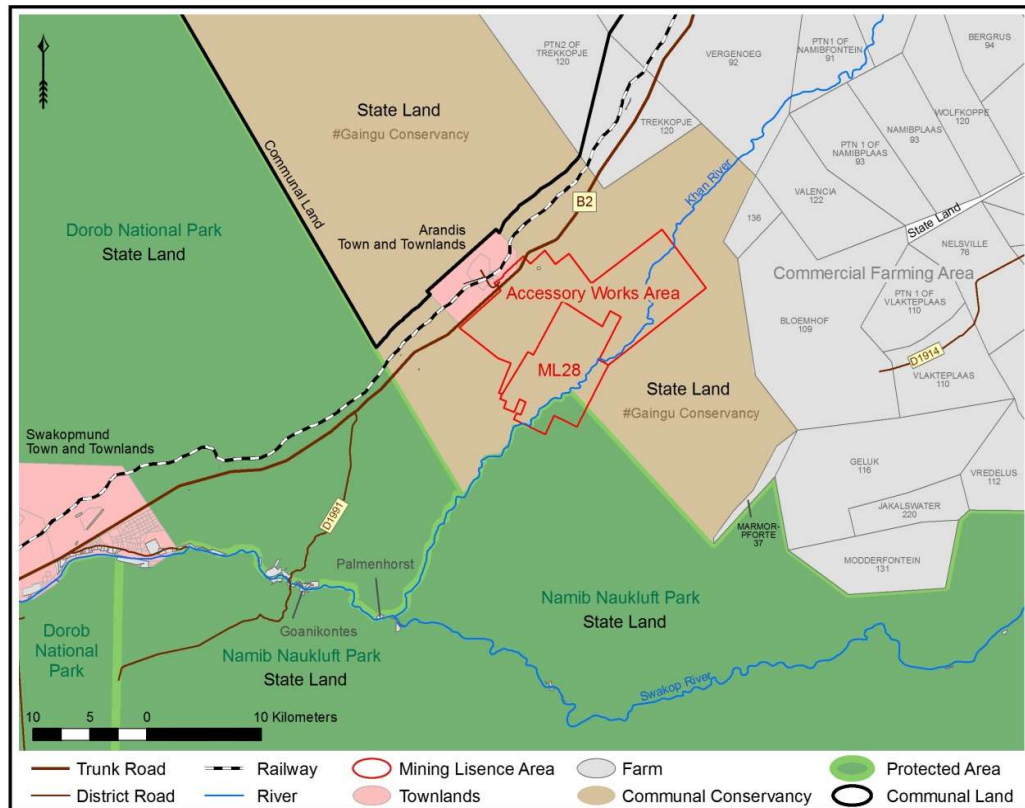 PTN2 OF
TREKKOPJE
120
VERGENOEG
92
PTN1 OF
NAMIBFONTEIN
91
BERGRUS
94
State Land
#Gaingu Conservancy
TREKKOPJE
120
WOLFKOPPE
120
NAMIBPLAAS
93
PTN 1 OF
NAMIBPLAAS
93
Communal Land
Khan River
B2
VALENCIA
122
Dorob National Park
State Land
Arandis
Town and Townlands
136
State Land
NELSVILLE
76
Commercial Farming Area
Accessory Works Area
PTN 1 OF
VLAKTEPLAAS
110
BLOEMHOF
109
D1914
ML28
VLAKTEPLAAS
110
State Land
#Gaingu Conservancy
Swakopmund
Town and Townlands
GELUK
116
VREDELUS
112
D1991
JAKALSWATER
220
MARMOR-
PFORTE
37
MODDERFONTEIN
131
Palmenhorst
Namib Naukluft Park
State Land
Goanikontes
Dorob
National
Park
Namib Naukluft Park
State Land
Swakop River
10 5 0 10 Kilometers
Trunk Road
Railway
Mining Lisence Area
Farm
Protected Area
District Road
River
Townlands
Communal Conservancy
Communal Land